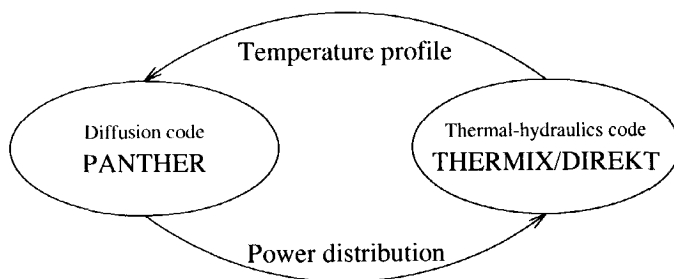 Temperature profile
Diffusion code
PANTHER
Thermal-hydraulics code
THERMIX/DIREKT
Power distribution